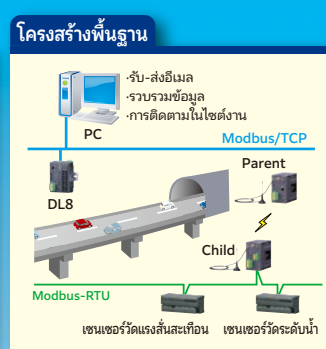 โครงสร้างพื้นฐาน
·รับ-ส่งอีเมล
·รวบรวมข้อมูล
·การติดตามในไซต์งาน
PC
Modbus/TCP
Parent
DL8
Child
Modbus-RTU
เซนเซอร์วัดแรงสั่นสะเทือน
เซนเซอร์วัดระดับน้ำ